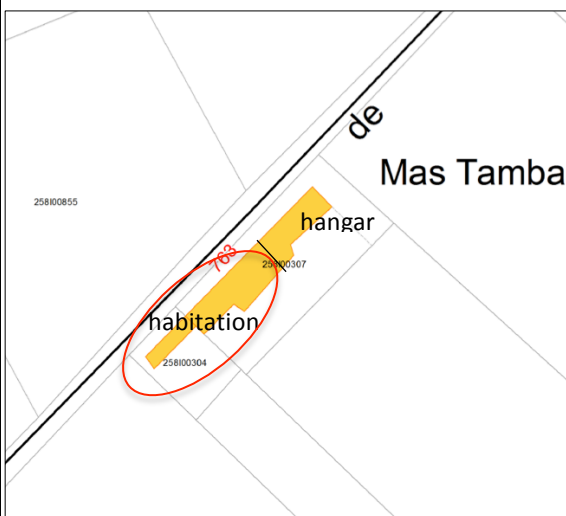 de
Mas Tamba
258I00855
hangar
763
258I00307
habitation
258I00304